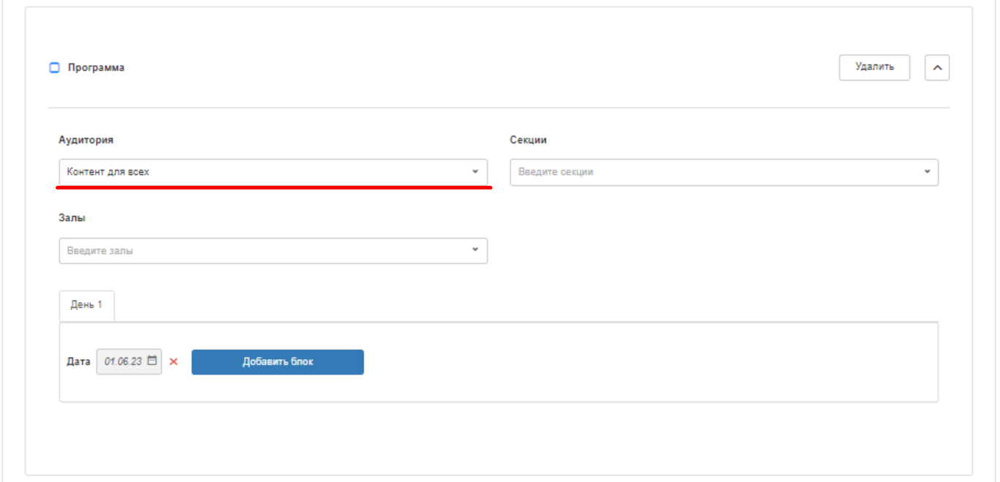 Программа
Удалить
Аудитория
Секции
Контент для всех
Введите секции
Залы
Введите залы
День 1
Дата 01.06.23 Добавить блок